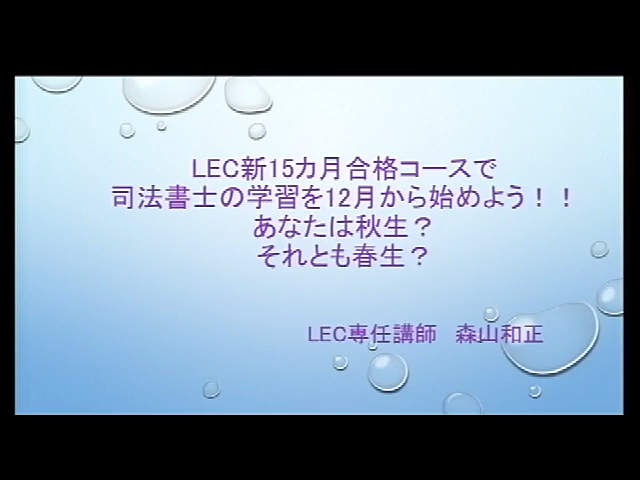 LEC新15カ月合格コースで
司法書士の学習を12月から始めよう！！
あなたは秋生？
それとも春生？
LEC専任講師　森山和正